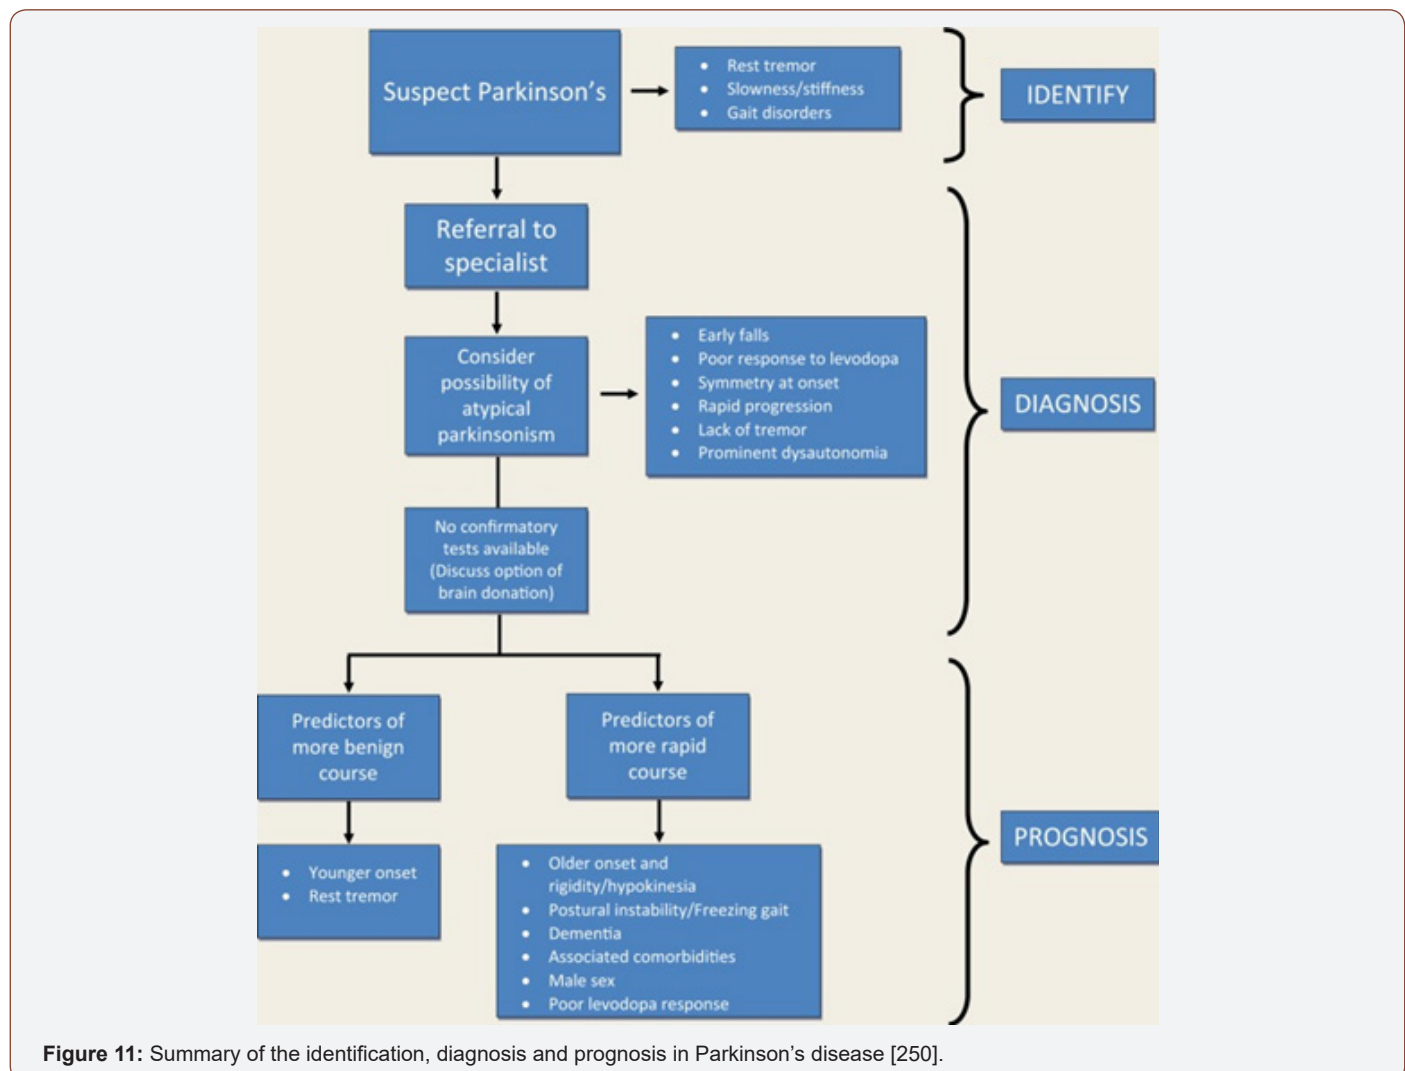 Suspect Parkinson's
• Rest tremor
• Slowness/stiffness
• Gait disorders
IDENTIFY
Referral to
specialist
Consider
possibility of
atypical
parkinsonism
• Early falls
• Poor response to levodopa
• Symmetry at onset
• Rapid progression
• Lack of tremor
• Prominent dysautonomia
DIAGNOSIS
No confirmatory
tests available
(Discuss option of
brain donation)
Predictors of
more benign
course
Predictors of
more rapid
course
• Younger onset
• Rest tremor
• Older onset and
rigidity/hypokinesia
• Postural instability/Freezing gait
• Dementia
• Associated comorbidities
• Male sex
• Poor levodopa response
PROGNOSIS
Figure 11: Summary of the identification, diagnosis and prognosis in Parkinson's disease [250].